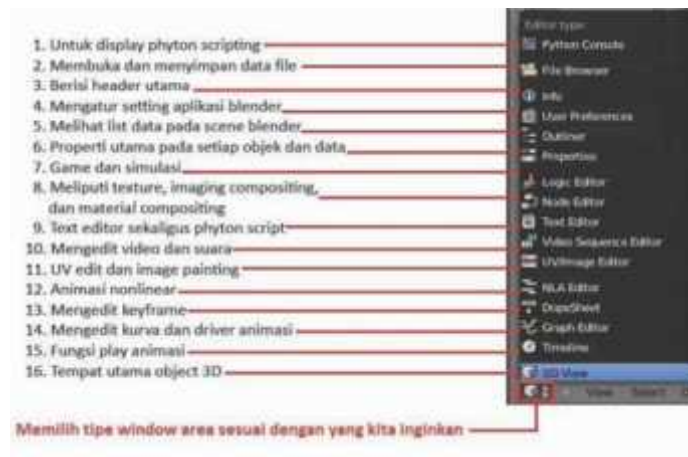 Editor type:
1. Untuk display phyton scripting
Python Console
2. Membuka dan menyimpan data file
File Browser
3. Berisi header utama
Info
4. Mengatur setting aplikasi blender
User Preferences
5. Melihat list data pada scene blender
Outliner
6. Properti utama pada setiap objek dan data
Properties
7. Game dan simulasi
Logic Editor
8. Meliputi texture, imaging compositing,
dan material compositing
Node Editor
9. Text editor sekaligus phyton script
Text Editor
10. Mengedit video dan suara
Video Sequence Editor
11. UV edit dan image painting
UV/Image Editor
12. Animasi nonlinear
NLA Editor
13. Mengedit keyframe
DopeSheet
14. Mengedit kurva dan driver animasi
Graph Editor
15. Fungsi play animasi
Timeline
16. Tempat utama object 3D
3D View
View Select
Memilih tipe window area sesuai dengan yang kita inginkan